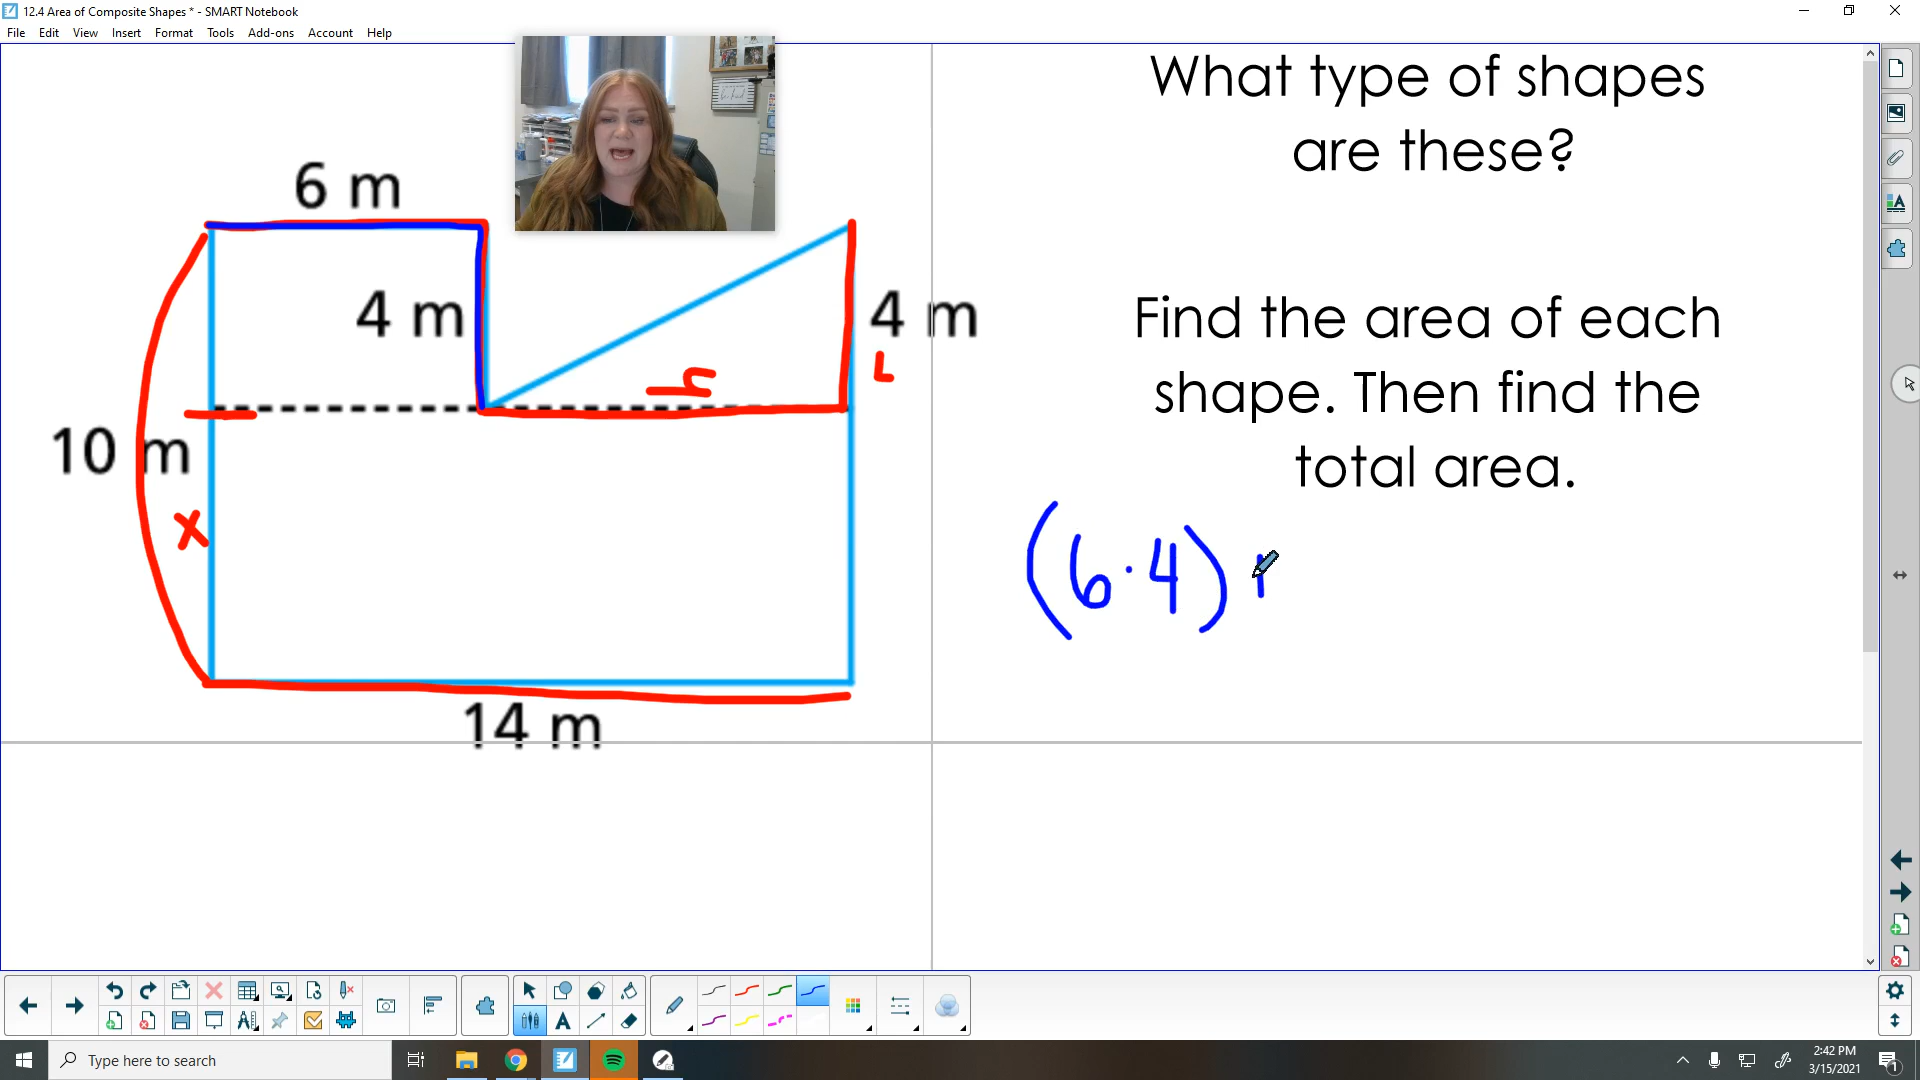 12.4 Area of Composite Shapes * - SMART Notebook
File Edit View Insert Format Tools Add-ons Account Help
What type of shapes
are these?
6 m
4 m
4 m
Find the area of each
shape. Then find the
total area.
10 m
x
(6·4)
14 m
Type here to search
2:42 PM
3/15/2021